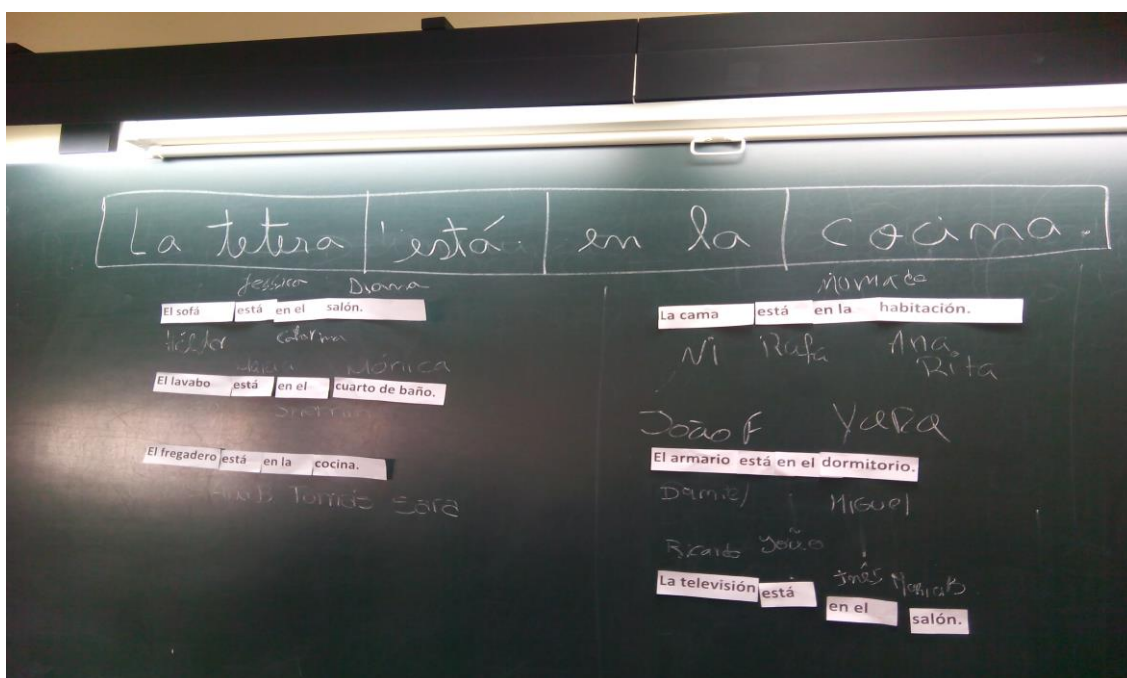 La tetera está en la cocina.
Jessica Diana
El sofá está en el salón.
Hélder Catarina
Mónica
El lavabo está en el cuarto de baño.
El fregadero está en la cocina.
Tomás Sara
La cama está en la habitación.
Ni Rafa Ana Rita
João F Yara
El armario está en el dormitorio.
Daniel Miguel
Ricardo João
Inês
La televisión está en el salón.